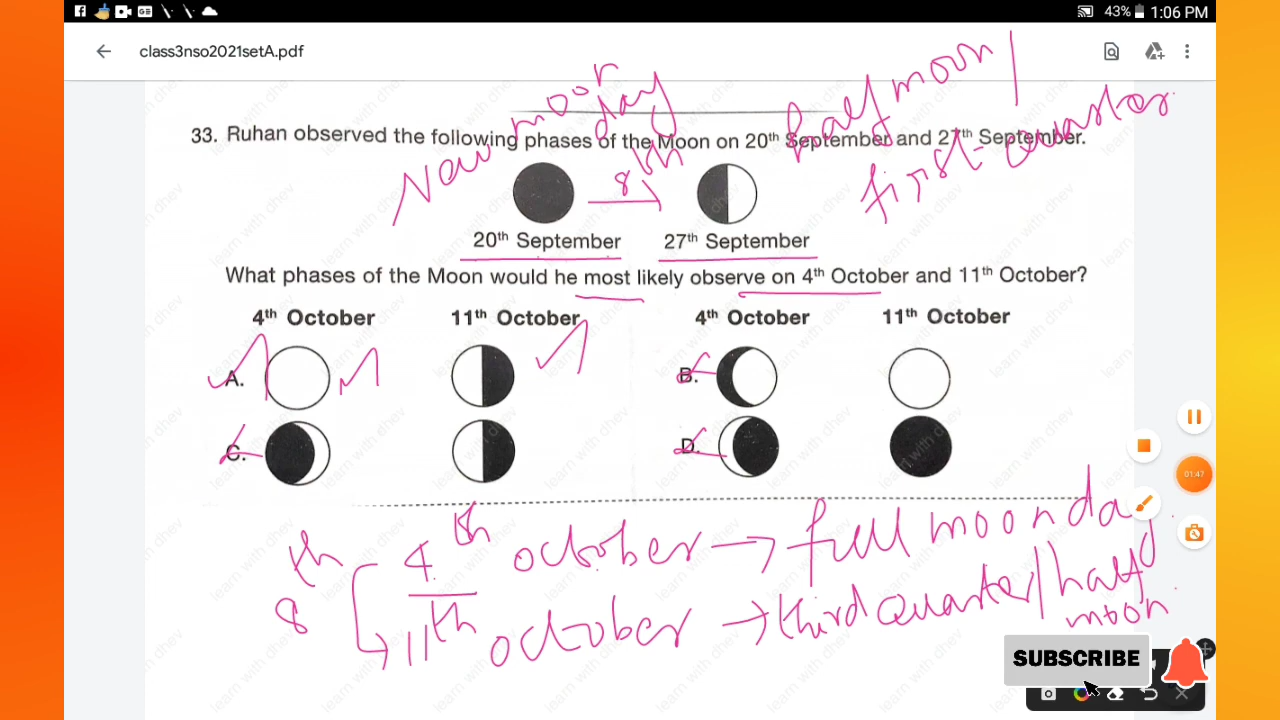 43% 1:06 PM
class3nso2021setA.pdf
New moon day
half moon/
first quarter
33. Ruhan observed the following phases of the Moon on 20th September and 27th September.
8th
20th September 27th September
What phases of the Moon would he most likely observe on 4th October and 11th October?
4th October 11th October 4th October 11th October
A. B.
C. D.
8th 4th october → full moon day
11th october → third quarter/half moon
01:47
SUBSCRIBE